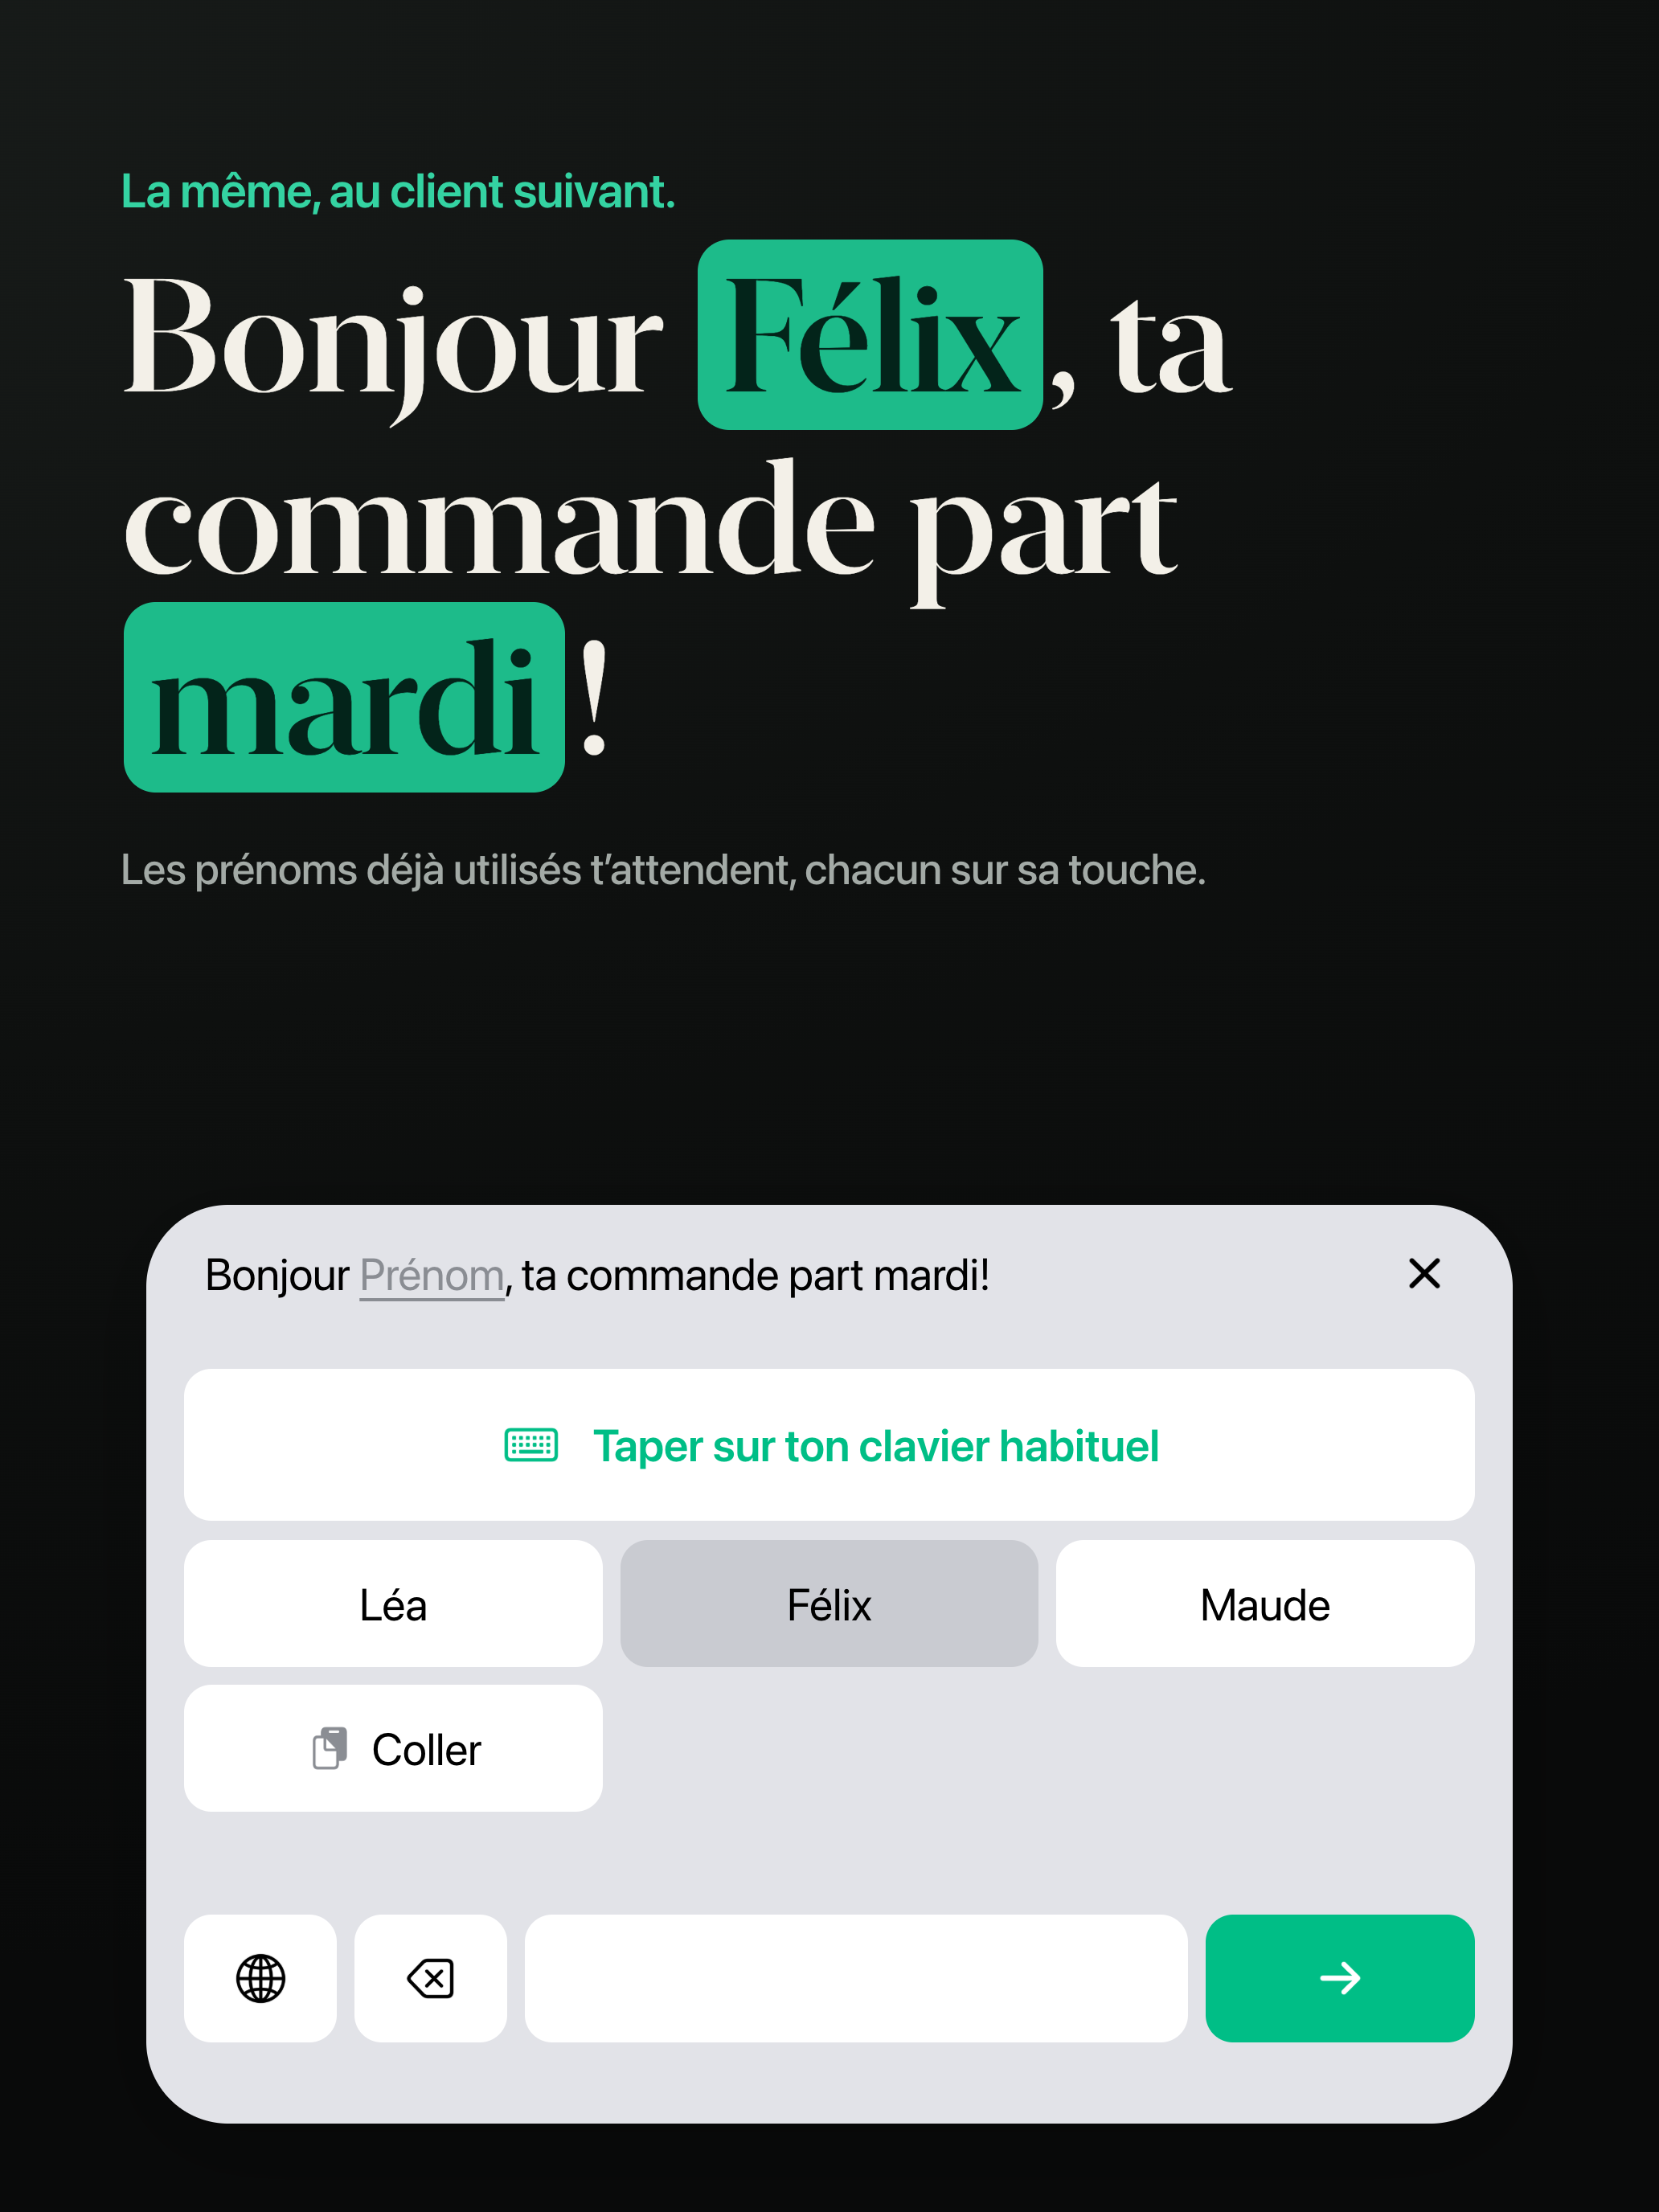 La même, au client suivant.
Bonjour Félix, ta
commande part
mardi !
Les prénoms déjà utilisés t’attendent, chacun sur sa touche.
Bonjour Prénom, ta commande part mardi !
Taper sur ton clavier habituel
Léa
Félix
Maude
Coller